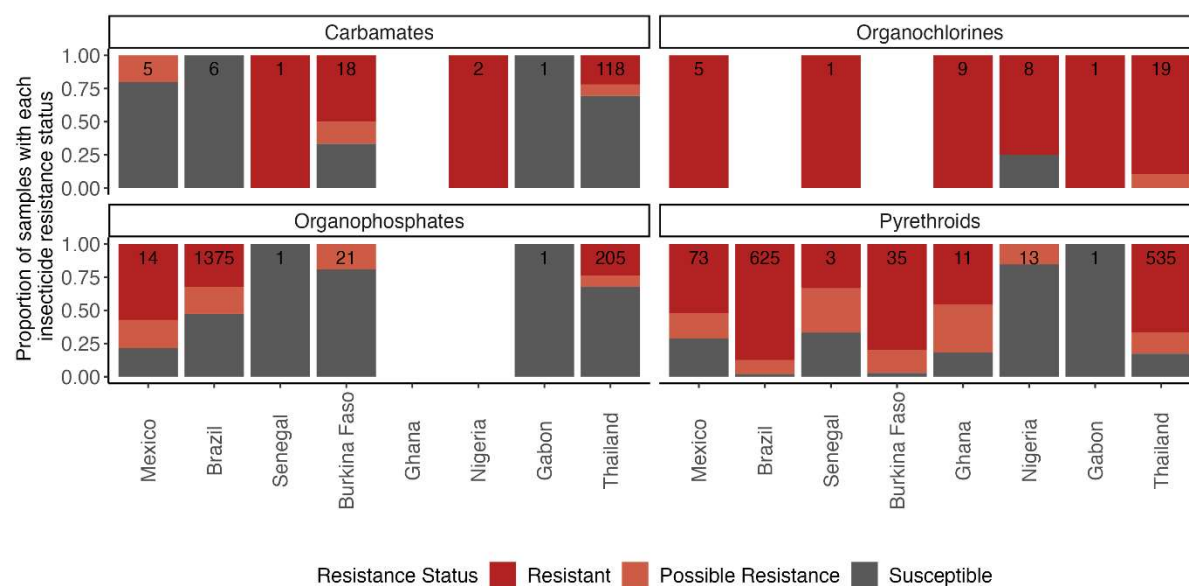 Carbamates
Organochlorines
Proportion of samples with each
insecticide resistance status
1.00
0.75
0.50
0.25
0.00
5 6 1 18 2 1 118
5 1 9 8 1 19
Organophosphates
Pyrethroids
1.00
0.75
0.50
0.25
0.00
14 1375 1 21 1 205
73 625 3 35 11 13 1 535
Mexico
Brazil
Senegal
Burkina Faso
Ghana
Nigeria
Gabon
Thailand
Mexico
Brazil
Senegal
Burkina Faso
Ghana
Nigeria
Gabon
Thailand
Resistance Status Resistant Possible Resistance Susceptible